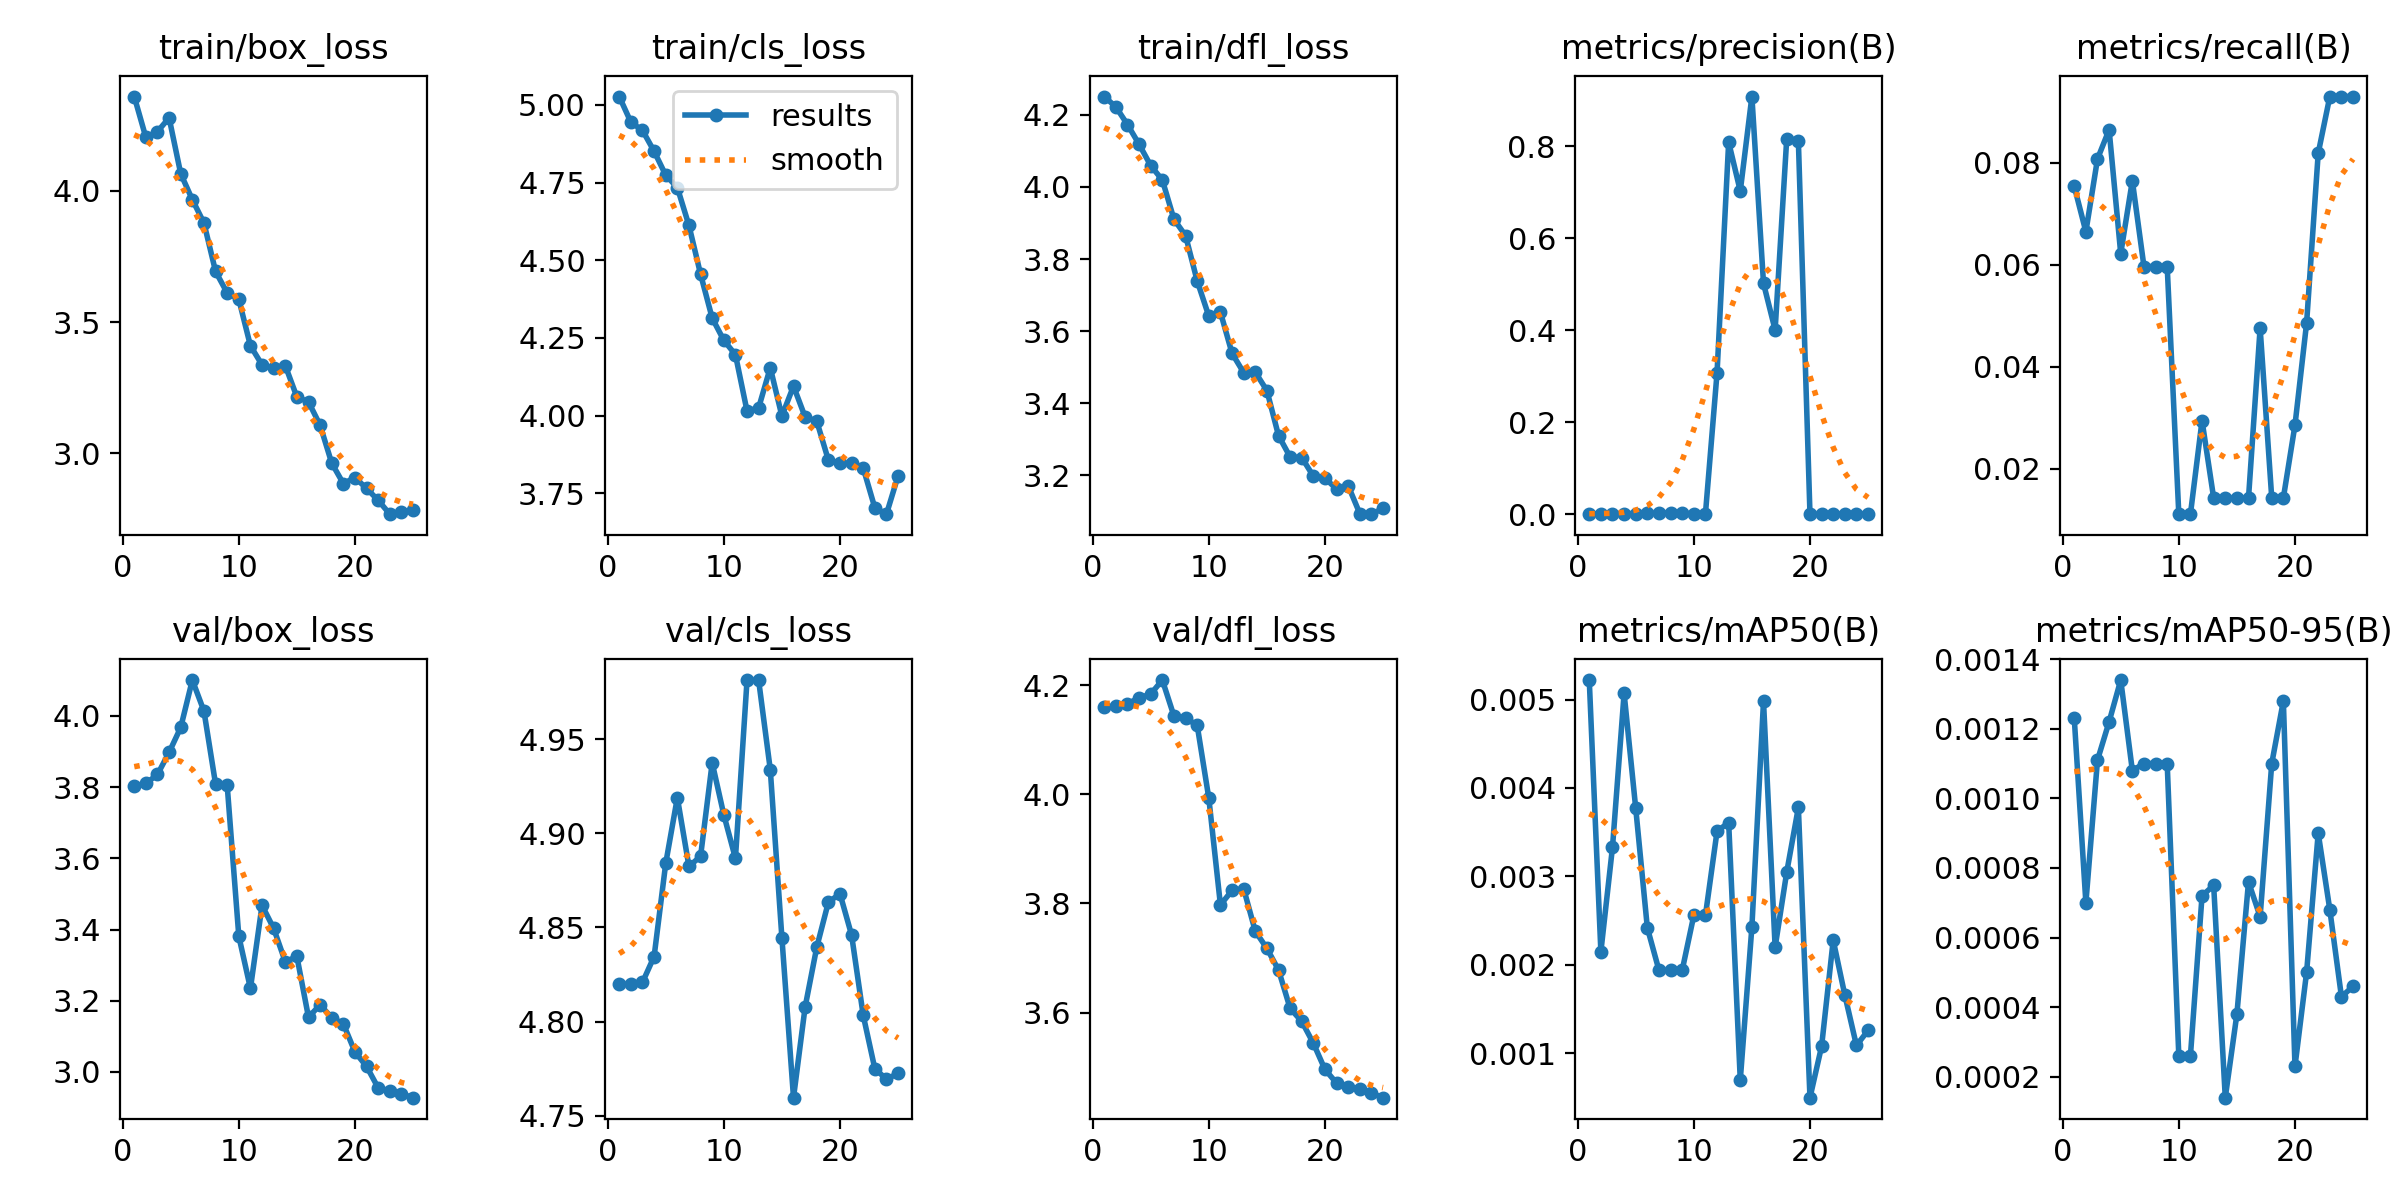 train/box_loss
4.0
3.5
3.0
0 10 20
train/cls_loss
results
smooth
5.00
4.75
4.50
4.25
4.00
3.75
0 10 20
train/dfl_loss
4.2
4.0
3.8
3.6
3.4
3.2
0 10 20
metrics/precision(B)
0.8
0.6
0.4
0.2
0.0
0 10 20
metrics/recall(B)
0.08
0.06
0.04
0.02
0 10 20
val/box_loss
4.0
3.8
3.6
3.4
3.2
3.0
0 10 20
val/cls_loss
4.95
4.90
4.85
4.80
4.75
0 10 20
val/dfl_loss
4.2
4.0
3.8
3.6
0 10 20
metrics/mAP50(B)
0.005
0.004
0.003
0.002
0.001
0 10 20
metrics/mAP50-95(B)
0.0014
0.0012
0.0010
0.0008
0.0006
0.0004
0.0002
0 10 20